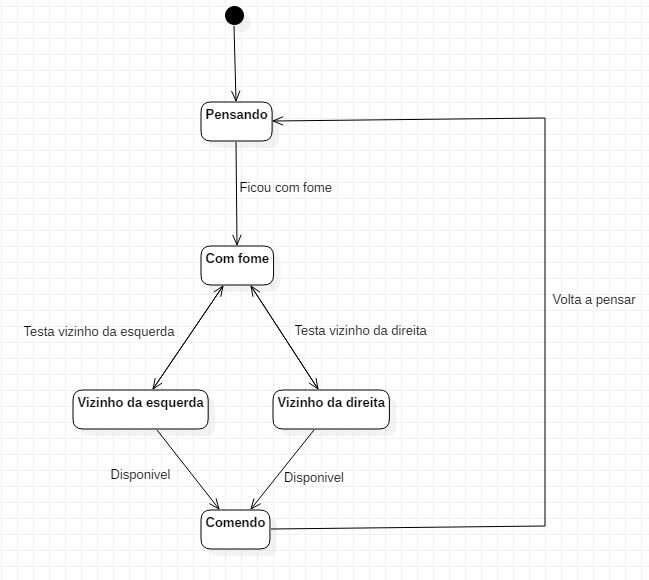 Pensando
Ficou com fome
Com fome
Volta a pensar
Testa vizinho da esquerda
Testa vizinho da direita
Vizinho da esquerda
Vizinho da direita
Disponivel
Disponivel
Comendo